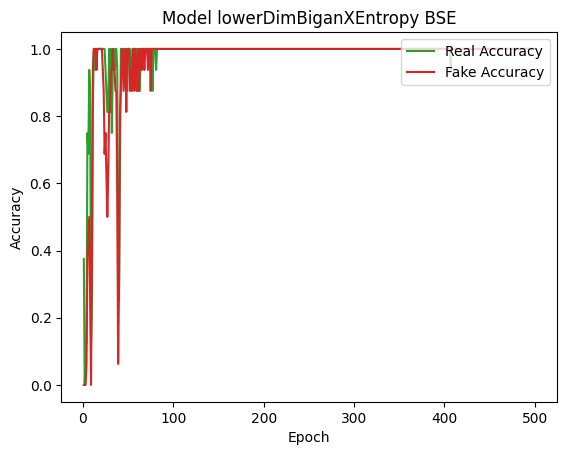 Model lowerDimBiganXEntropy BSE
1.0
0.8
0.6
0.4
0.2
0.0
Accuracy
Real Accuracy
Fake Accuracy
0 100 200 300 400 500
Epoch